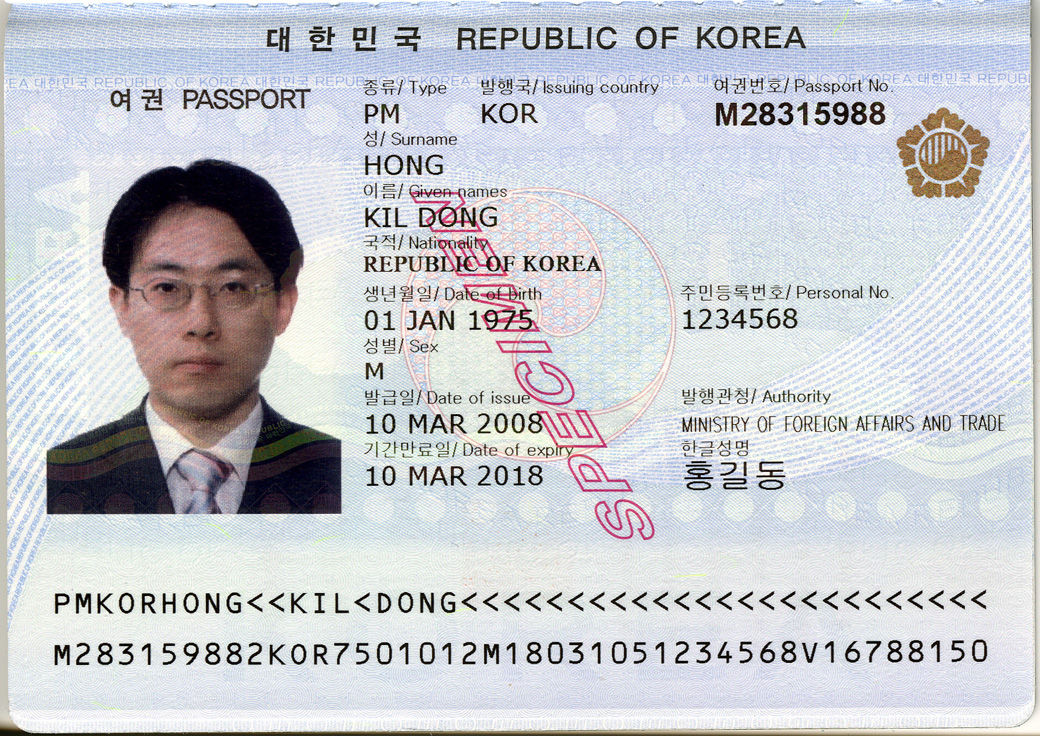 대한민국 REPUBLIC OF KOREA
여권 PASSPORT
종류/ Type 발행국/ Issuing country 여권번호/ Passport No.
PM KOR M28315988
성/ Surname
HONG
이름/ Given names
KIL DONG
국적/ Nationality
REPUBLIC OF KOREA
생년월일/ Date of birth 주민등록번호/ Personal No.
01 JAN 1975 1234568
성별/ Sex
M
발급일/ Date of issue 발행관청/ Authority
10 MAR 2008 MINISTRY OF FOREIGN AFFAIRS AND TRADE
기간만료일/ Date of expiry 한글성명
10 MAR 2018 홍길동
SPECIMEN
PMKORHONG<<KIL<DONG<<<<<<<<<<<<<<<<<<<<<<<<<
M283159882KOR7501012M18031051234568V16788150